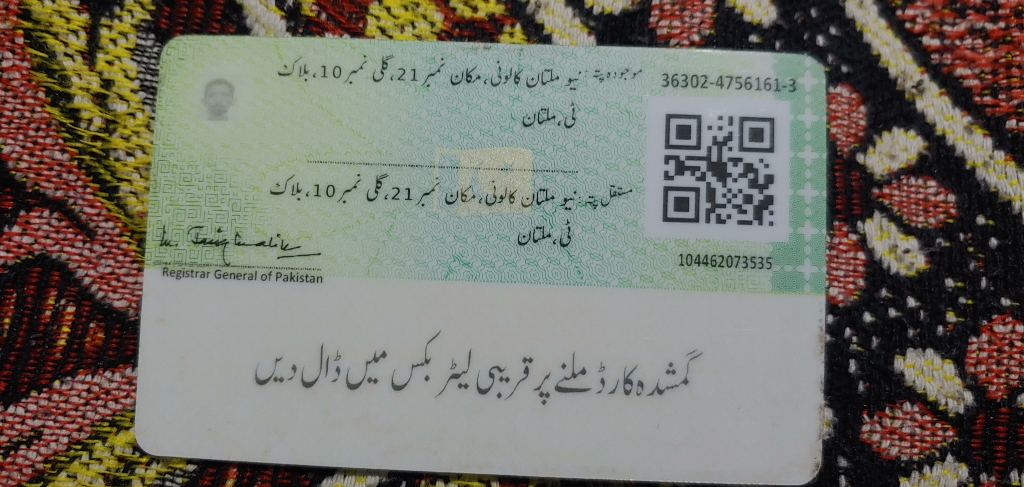 موجودہ پتہ: نیو ملتان کالونی، مکان نمبر 21، گلی نمبر 10، بلاک
ٹی، ملتان
36302-4756161-3
مستقل پتہ: نیو ملتان کالونی، مکان نمبر 21، گلی نمبر 10، بلاک
ٹی، ملتان
104462073535
Registrar General of Pakistan
گمشدہ کارڈ ملنے پر قریبی لیٹر بکس میں ڈال دیں